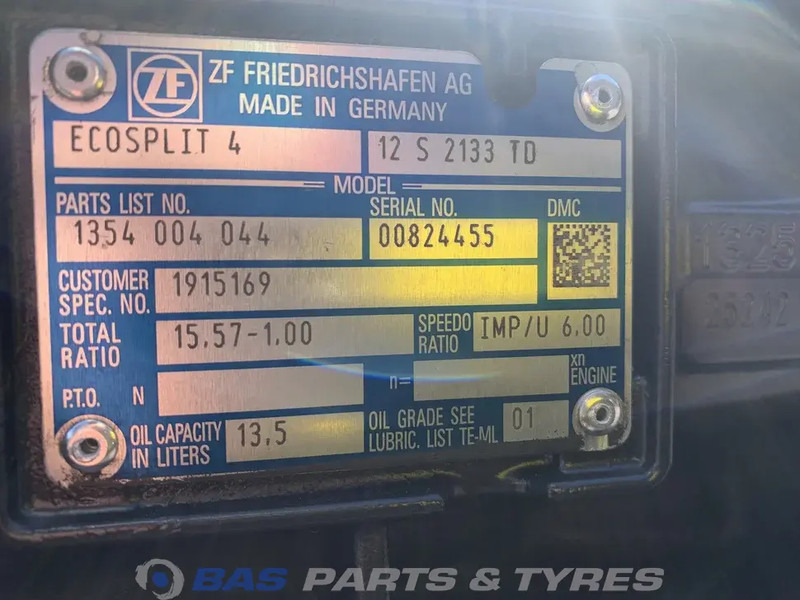 ZF
ZF FRIEDRICHSHAFEN AG
MADE IN GERMANY
ECOSPLIT 4
12 S 2133 TD
MODEL
PARTS LIST NO.
SERIAL NO.
DMC
1354 004 044
00824455
CUSTOMER
SPEC. NO.
1915169
TOTAL
RATIO
15,57-1,00
SPEEDO
RATIO
IMP/U 6,00
P.T.O. N
n=
xn
ENGINE
OIL CAPACITY
IN LITERS
13,5
OIL GRADE SEE
LUBRIC. LIST TE-ML
01
1325
BAS PARTS & TYRES